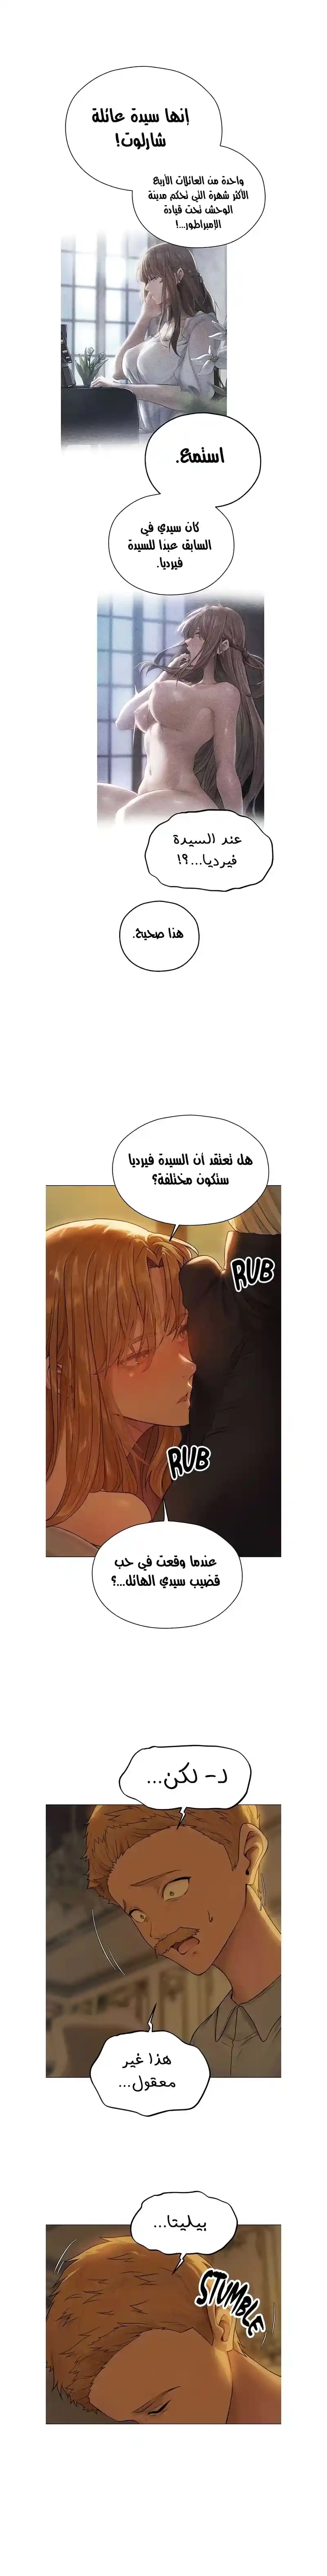 إنها سيدة عائلة
شارلوت!
واحدة من العائلات الأربع
الأكثر شهرة التي تحكم مدينة
الوحش تحت قيادة
الإمبراطور...!
استمع.
كان سيدي في
السابق عبدًا للسيدة
فيرديا.
عند السيدة
فيرديا...؟!
هذا صحيح.
هل تعتقد أن السيدة فيرديا
ستكون مختلفة؟
RUB
RUB
عندما وقعت في حب
قضيب سيدي الهائل...؟
لـ- لكن...
هذا غير
معقول...
بيليتا...
STUMBLE